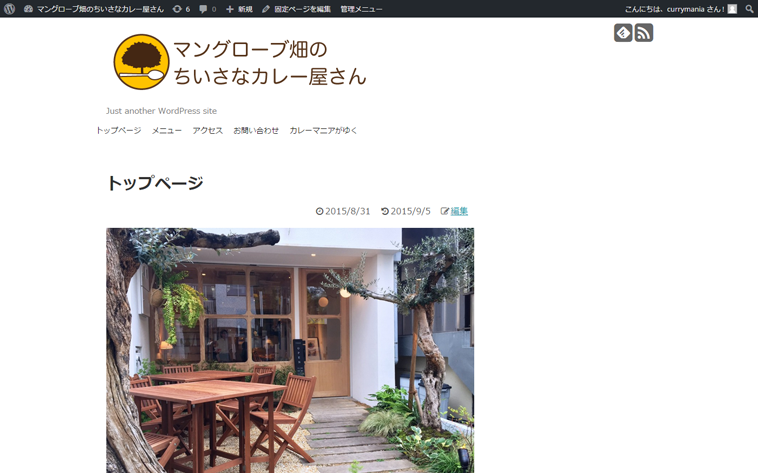 マングローブ畑のちいさなカレー屋さん 6 0 新規 固定ページを編集 管理メニュー こんにちは、currymania さん!
マングローブ畑の
ちいさなカレー屋さん
Just another WordPress site
トップページ メニュー アクセス お問い合わせ カレーマニアがゆく
トップページ
2015/8/31 2015/9/5 編集